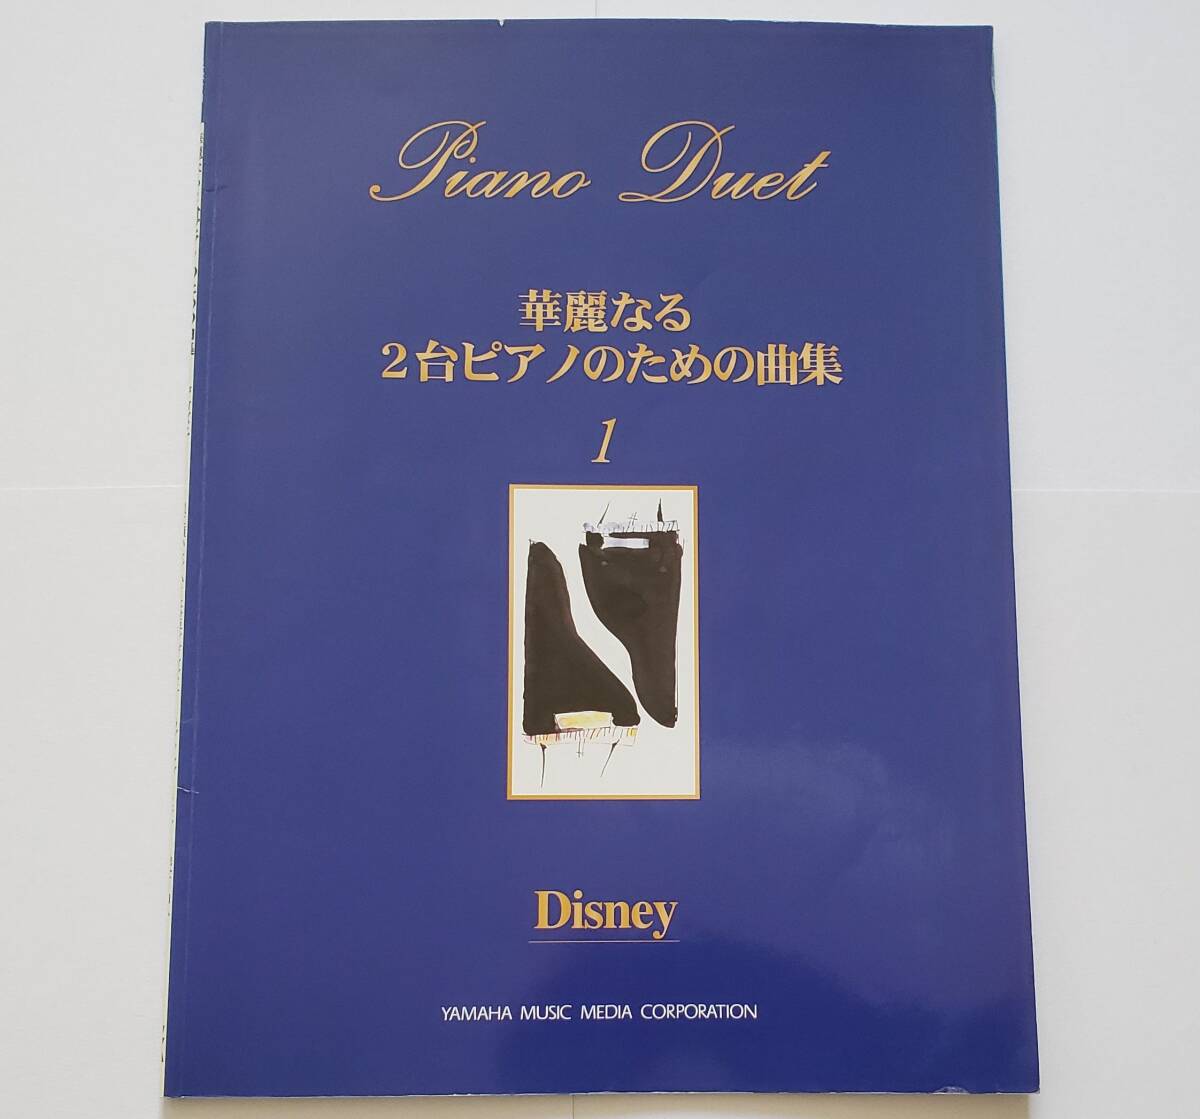 Piano Duet
華麗なる
2台ピアノのための曲集
1
Disney
YAMAHA MUSIC MEDIA CORPORATION